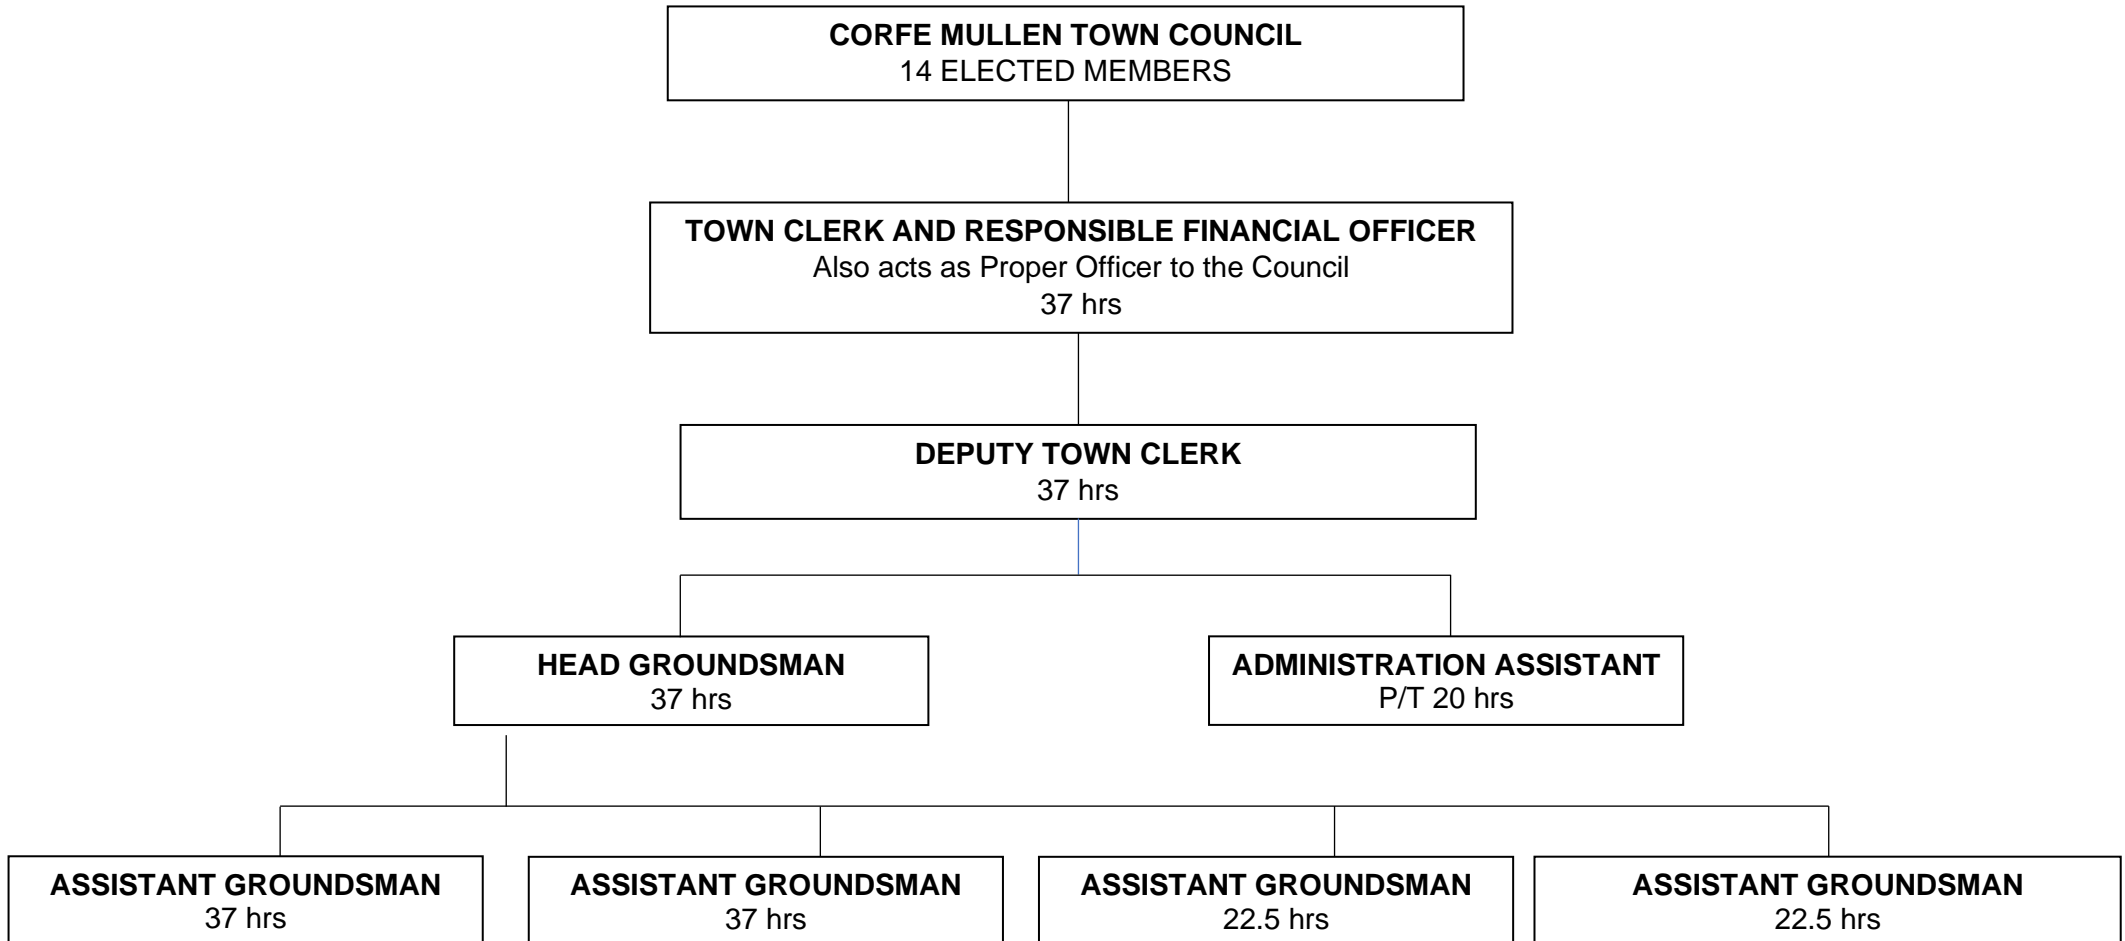 CORFE MULLEN TOWN COUNCIL
14 ELECTED MEMBERS
TOWN CLERK AND RESPONSIBLE FINANCIAL OFFICER
Also acts as Proper Officer to the Council
37 hrs
DEPUTY TOWN CLERK
37 hrs
HEAD GROUNDSMAN
37 hrs
ADMINISTRATION ASSISTANT
P/T 20 hrs
ASSISTANT GROUNDSMAN
37 hrs
ASSISTANT GROUNDSMAN
37 hrs
ASSISTANT GROUNDSMAN
22.5 hrs
ASSISTANT GROUNDSMAN
22.5 hrs